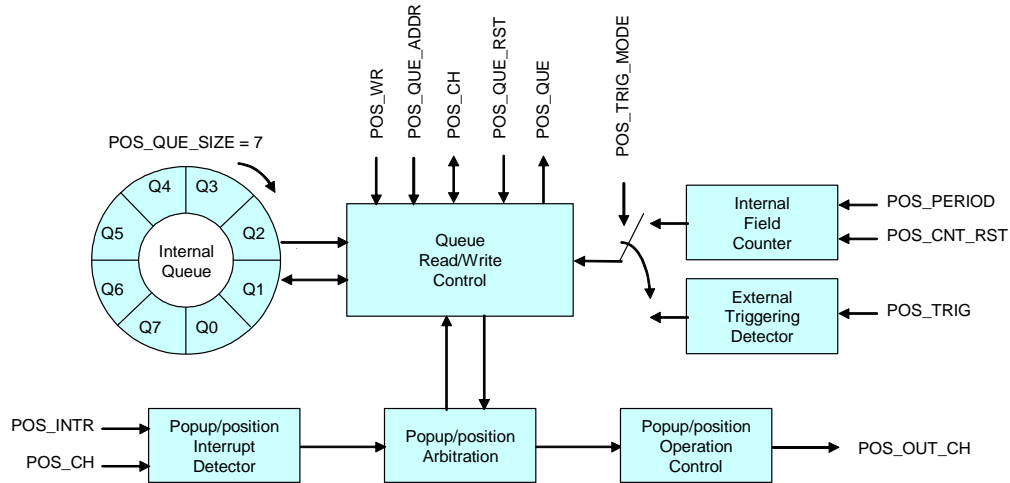 POS_WR
POS_QUE_ADDR
POS_CH
POS_QUE_RST
POS_QUE
POS_TRIG_MODE
POS_QUE_SIZE = 7
Q4
Q3
Q5
Q2
Q6
Q1
Q7
Q0
Internal
Queue
Queue
Read/Write
Control
Internal
Field
Counter
POS_PERIOD
POS_CNT_RST
External
Triggering
Detector
POS_TRIG
POS_INTR
POS_CH
Popup/position
Interrupt
Detector
Popup/position
Arbitration
Popup/position
Operation
Control
POS_OUT_CH